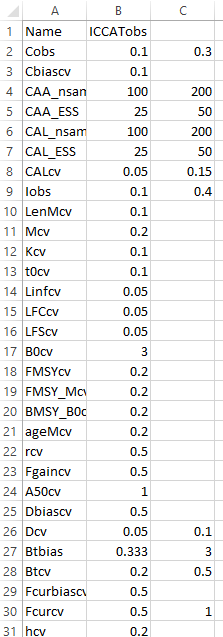 A B C
1 Name ICCATobs
2 Cobs 0.1 0.3
3 Cbiascv 0.1
4 CAA_nsam 100 200
5 CAA_ESS 25 50
6 CAL_nsam 100 200
7 CAL_ESS 25 50
8 CALcv 0.05 0.15
9 Iobs 0.1 0.4
10 LenMcv 0.1
11 Mcv 0.2
12 Kcv 0.1
13 t0cv 0.1
14 Linfcv 0.05
15 LFCcv 0.05
16 LFScv 0.05
17 B0cv 3
18 FMSYcv 0.2
19 FMSY_Mcv 0.2
20 BMSY_B0c 0.2
21 ageMcv 0.2
22 rcv 0.5
23 Fgaincv 0.5
24 A50cv 1
25 Dbiascv 0.5
26 Dcv 0.05 0.1
27 Btbias 0.333 3
28 Btcv 0.2 0.5
29 Fcurbiascv 0.5
30 Fcurcv 0.5 1
31 hcv 0.2